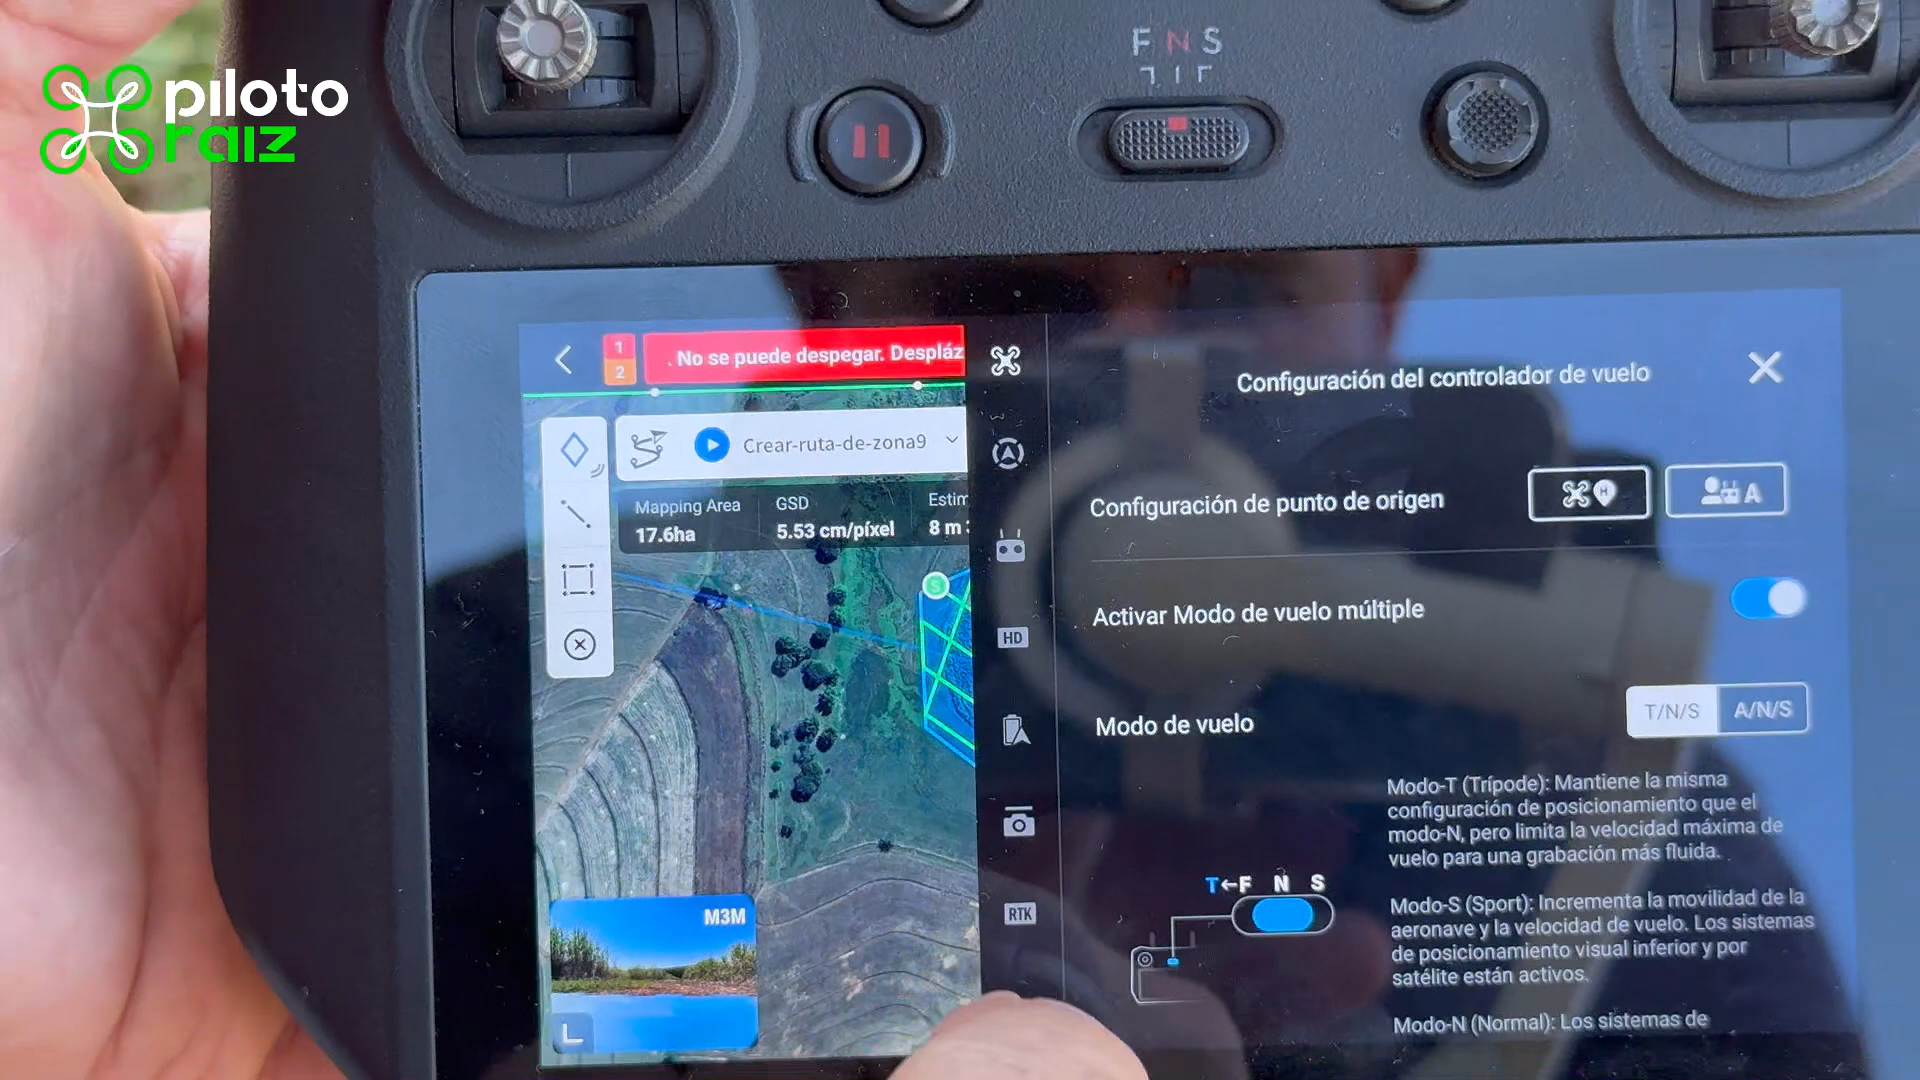 piloto
raiz
F N S
1
2
. No se puede despegar. Despláz
Crear-ruta-de-zona9
Mapping Area
17.6ha
GSD
5.53 cm/píxel
Estim
8 m
S
M3M
HD
RTK
Configuración del controlador de vuelo
Configuración de punto de origen
H
A
Activar Modo de vuelo múltiple
Modo de vuelo
T/N/S
A/N/S
Modo-T (Trípode): Mantiene la misma
configuración de posicionamiento que el
modo-N, pero limita la velocidad máxima de
vuelo para una grabación más fluida.
T←F N S
Modo-S (Sport): Incrementa la movilidad de la
aeronave y la velocidad de vuelo. Los sistemas
de posicionamiento visual inferior y por
satélite están activos.
Modo-N (Normal): Los sistemas de